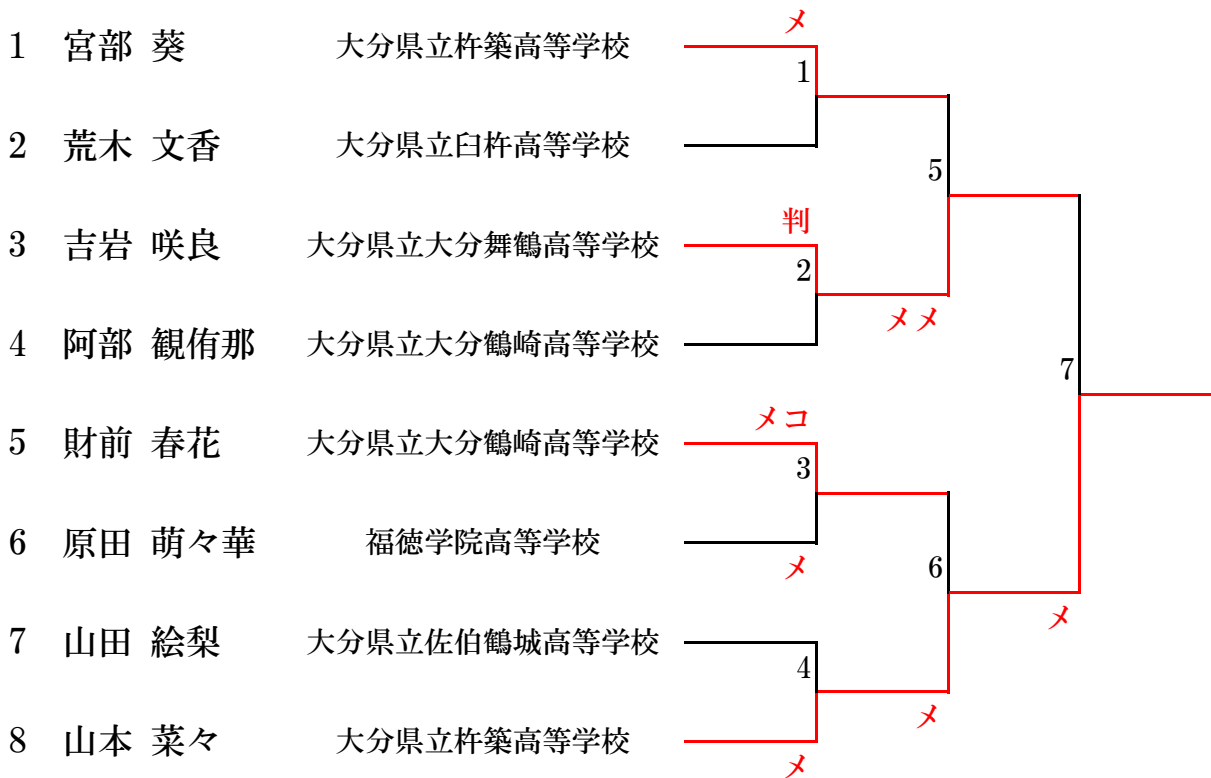 メ
1 宮部 葵 大分県立杵築高等学校
1
2 荒木 文香 大分県立臼杵高等学校
5
判
3 吉岩 咲良 大分県立大分舞鶴高等学校
2
メメ
4 阿部 観侑那 大分県立大分鶴崎高等学校
7
メコ
5 財前 春花 大分県立大分鶴崎高等学校
3
6 原田 萌々華 福徳学院高等学校
メ
6
メ
7 山田 絵梨 大分県立佐伯鶴城高等学校
4
メ
8 山本 菜々 大分県立杵築高等学校
メ